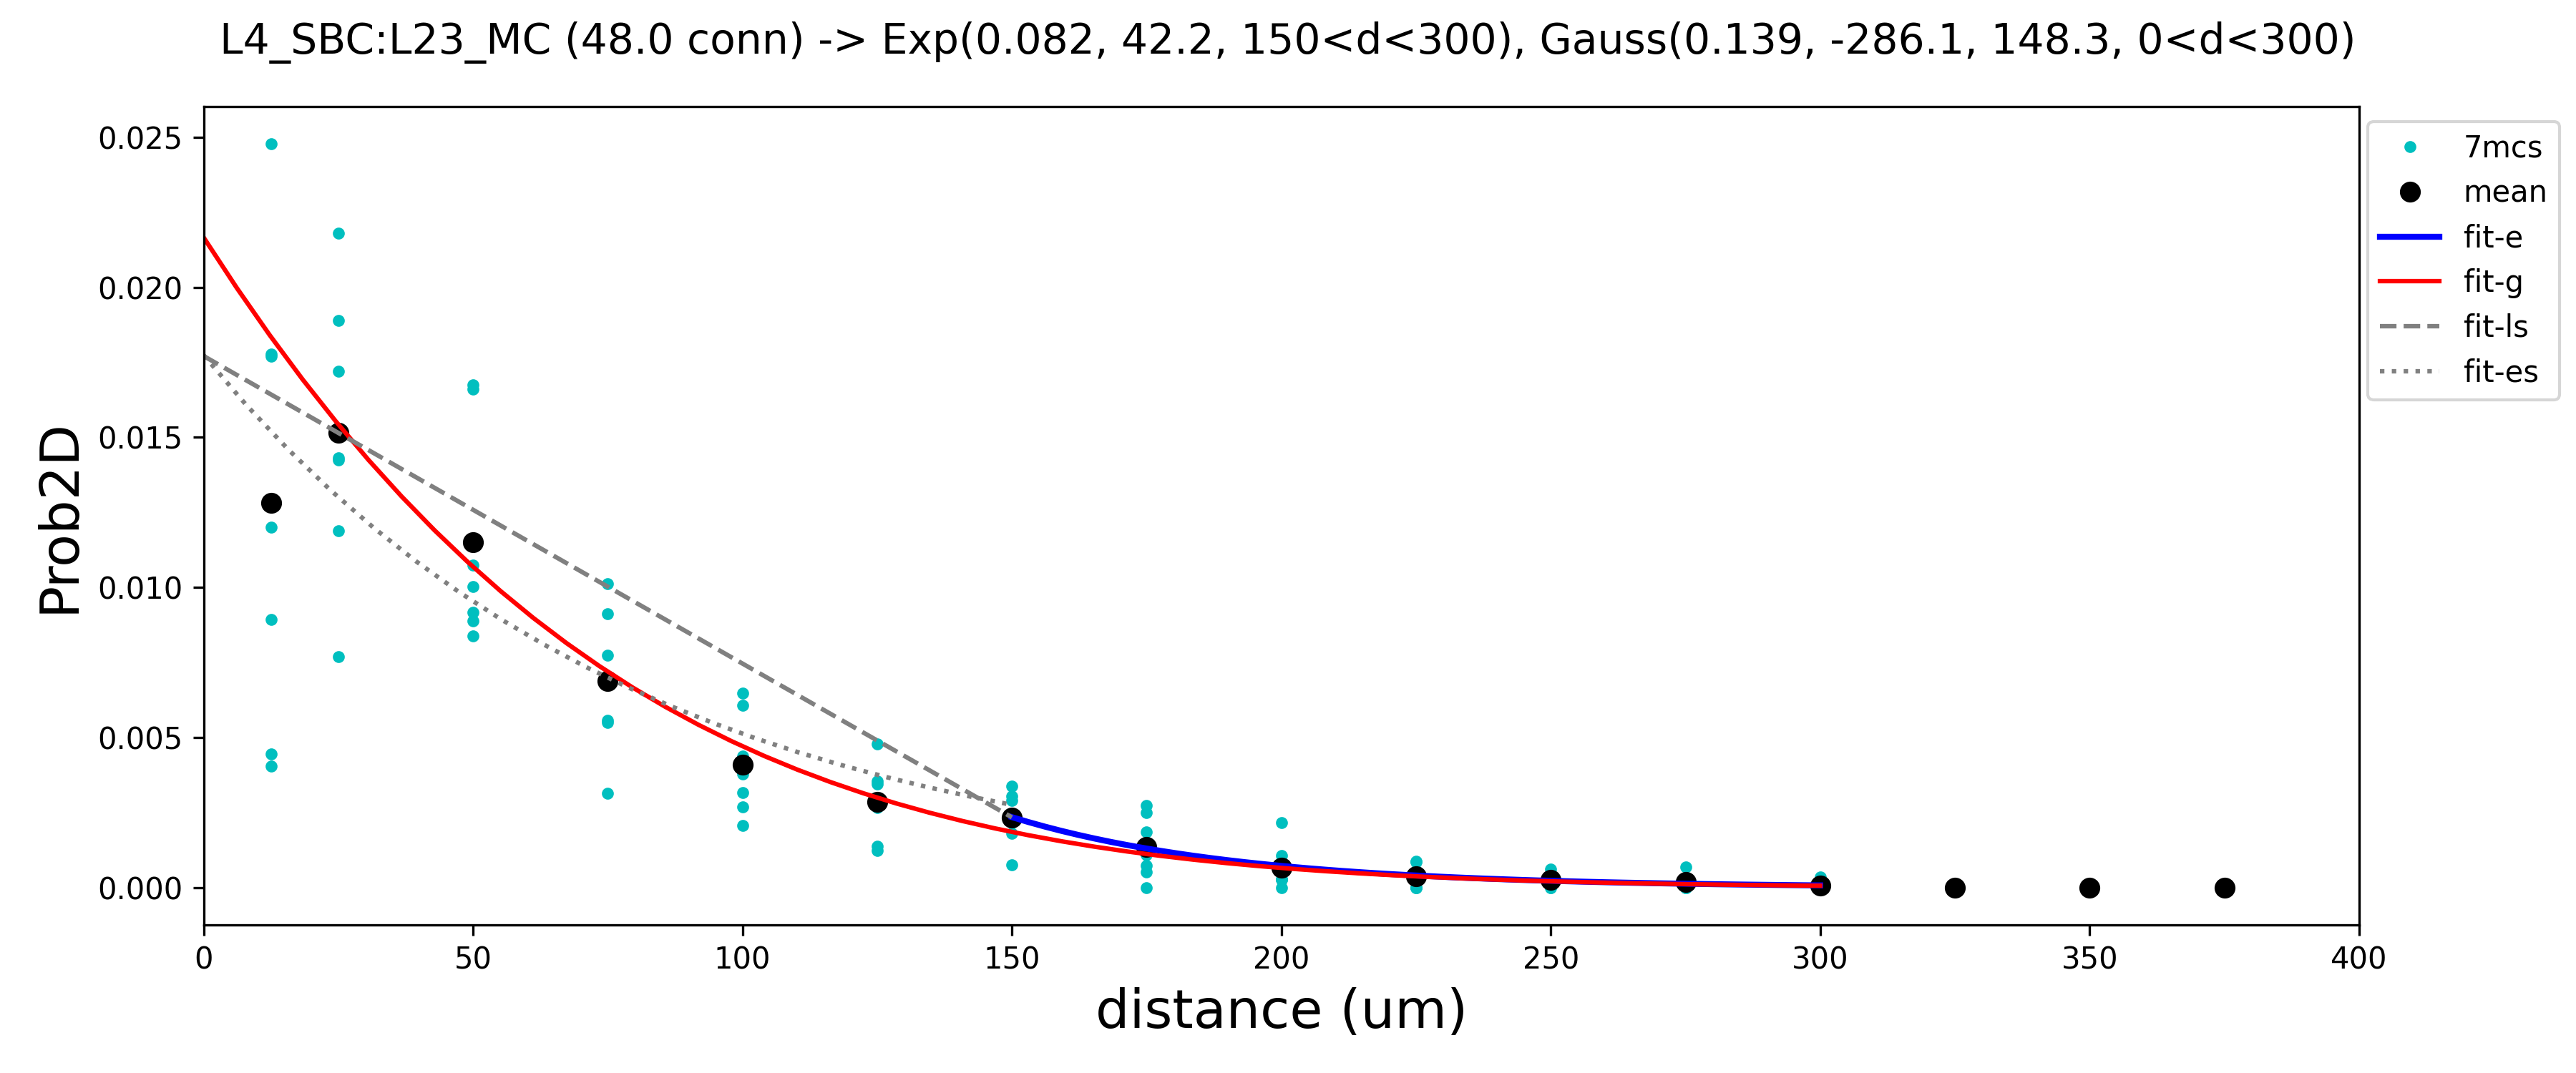 L4_SBC:L23_MC (48.0 conn) -> Exp(0.082, 42.2, 150<d<300), Gauss(0.139, -286.1, 148.3, 0<d<300)
0.025
0.020
0.015
0.010
0.005
0.000
Prob2D
0 50 100 150 200 250 300 350 400
distance (um)
7mcs
mean
fit-e
fit-g
fit-ls
fit-es